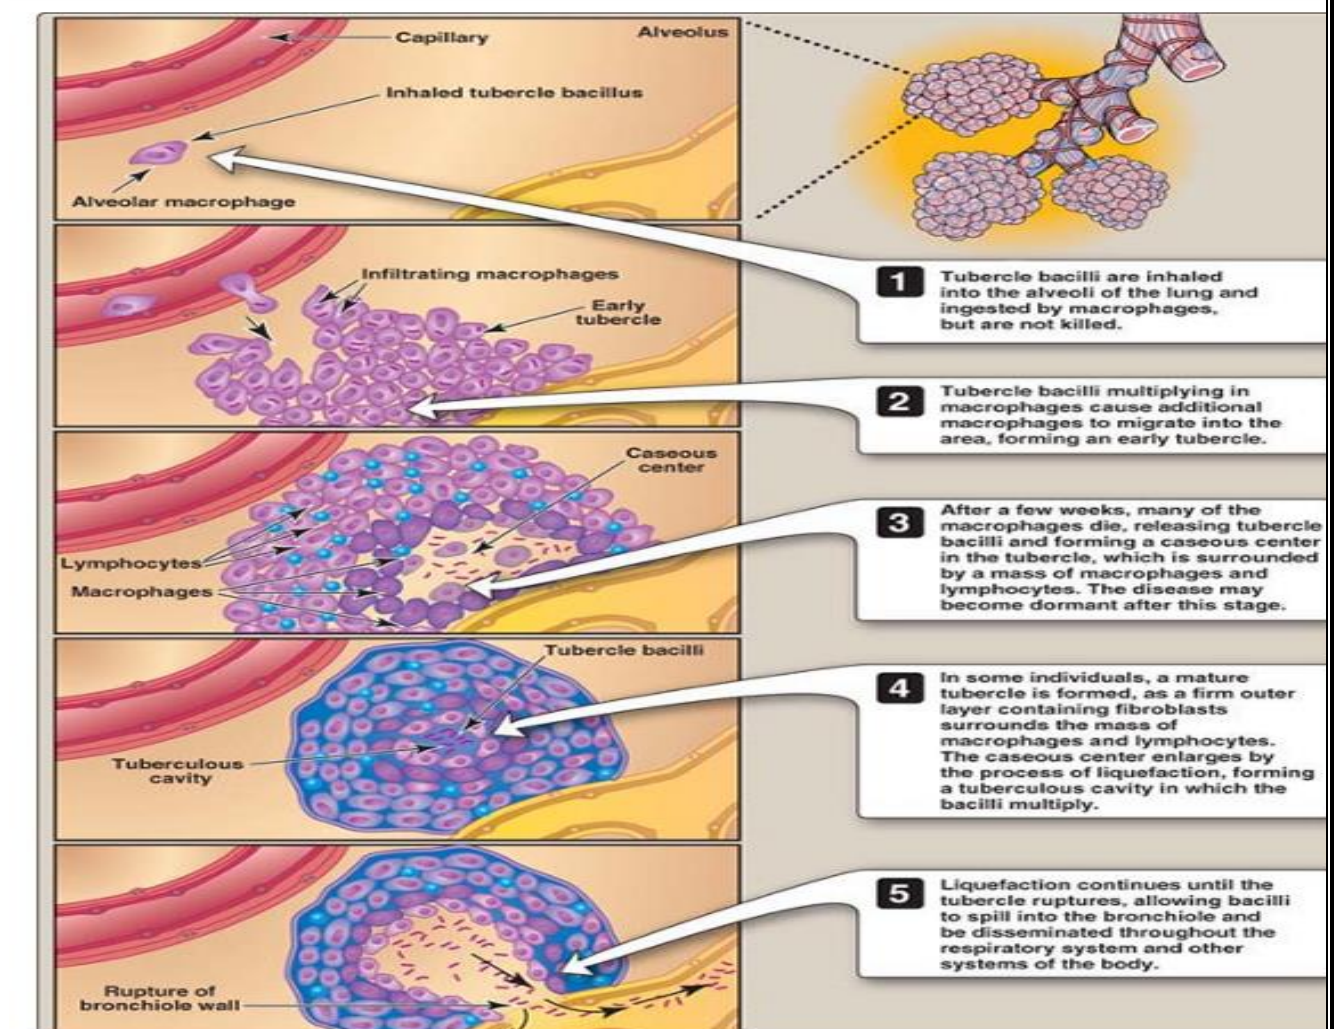 Capillary
Alveolus
Inhaled tubercle bacillus
Alveolar macrophage
1
Tubercle bacilli are inhaled
into the alveoli of the lung and
ingested by macrophages,
but are not killed.
Infiltrating macrophages
Early
tubercle
2
Tubercle bacilli multiplying in
macrophages cause additional
macrophages to migrate into the
area, forming an early tubercle.
Caseous
center
Lymphocytes
Macrophages
3
After a few weeks, many of the
macrophages die, releasing tubercle
bacilli and forming a caseous center
in the tubercle, which is surrounded
by a mass of macrophages and
lymphocytes. The disease may
become dormant after this stage.
Tubercle bacilli
Tuberculous
cavity
4
In some individuals, a mature
tubercle is formed, as a firm outer
layer containing fibroblasts
surrounds the mass of
macrophages and lymphocytes.
The caseous center enlarges by
the process of liquefaction, forming
a tuberculous cavity in which the
bacilli multiply.
5
Liquefaction continues until the
tubercle ruptures, allowing bacilli
to spill into the bronchiole and
be disseminated throughout the
respiratory system and other
systems of the body.
Rupture of
bronchiole wall